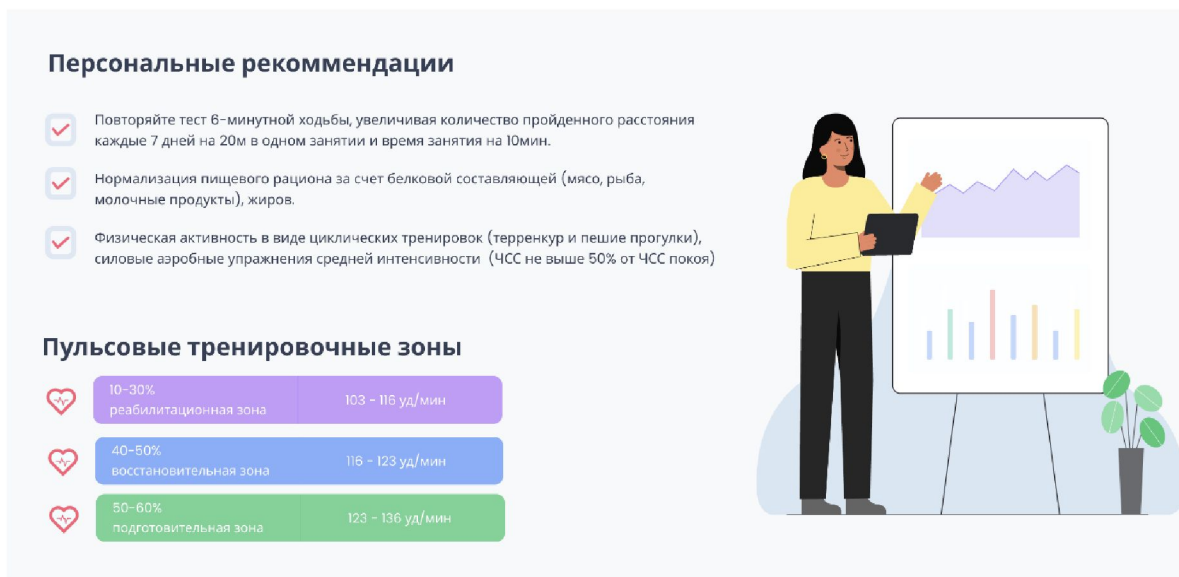 Персональные рекоммендации
Повторяйте тест 6-минутной ходьбы, увеличивая количество пройденного расстояния
каждые 7 дней на 20м в одном занятии и время занятия на 10мин.
Нормализация пищевого рациона за счет белковой составляющей (мясо, рыба,
молочные продукты), жиров.
Физическая активность в виде циклических тренировок (терренкур и пешие прогулки),
силовые аэробные упражнения средней интенсивности (ЧСС не выше 50% от ЧСС покоя)
Пульсовые тренировочные зоны
10-30%
реабилитационная зона
103 - 116 уд/мин
40-50%
восстановительная зона
116 - 123 уд/мин
50-60%
подготовительная зона
123 - 136 уд/мин